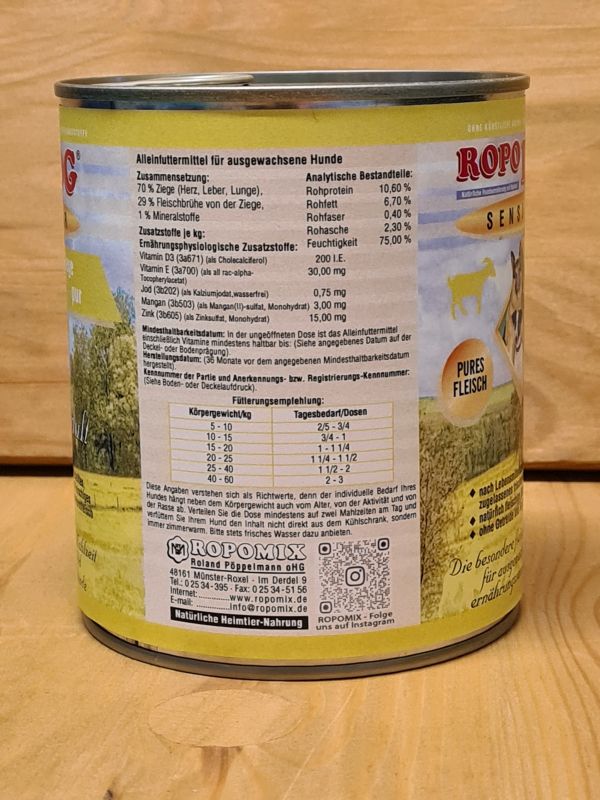 Alleinfuttermittel für ausgewachsene Hunde
Zusammensetzung:
70 % Ziege (Herz, Leber, Lunge),
29 % Fleischbrühe von der Ziege,
1 % Mineralstoffe
Analytische Bestandteile:
Rohprotein 10,60 %
Rohfett 6,70 %
Rohfaser 0,40 %
Rohasche 2,30 %
Feuchtigkeit 75,00 %
Zusatzstoffe je kg:
Ernährungsphysiologische Zusatzstoffe:
Vitamin D3 (3a671) (als Cholecalciferol) 200 I.E.
Vitamin E (3a700) (als all rac-alpha- 30,00 mg
Tocopherylacetat)
Jod (3b202) (als Kalziumjodat,wasserfrei) 0,75 mg
Mangan (3b503) (als Mangan(II)-sulfat, Monohydrat) 3,00 mg
Zink (3b605) (als Zinksulfat, Monohydrat) 15,00 mg
Mindesthaltbarkeitsdatum: In der ungeöffneten Dose ist das Alleinfuttermittel
einschließlich Vitamine mindestens haltbar bis: (Siehe angegebenes Datum auf der
Deckel- oder Bodenprägung).
Herstellungsdatum: (36 Monate vor dem angegebenen Mindesthaltbarkeitsdatum
hergestellt).
Kennnummer der Partie und Anerkennungs- bzw. Registrierungs-Kennnummer:
(Siehe Boden- oder Deckelaufdruck).
Fütterungsempfehlung:
Körpergewicht/kg Tagesbedarf/Dosen
5 - 10 2/5 - 3/4
10 - 15 3/4 - 1
15 - 20 1 - 1 1/4
20 - 25 1 1/4 - 1 1/2
25 - 40 1 1/2 - 2
40 - 60 2 - 3
Diese Angaben verstehen sich als Richtwerte, denn der individuelle Bedarf Ihres
Hundes hängt neben dem Körpergewicht auch vom Alter, von der Aktivität und von
der Rasse ab. Verteilen Sie die Dose mindestens auf zwei Mahlzeiten am Tag und
verfüttern Sie Ihrem Hund den Inhalt nicht direkt aus dem Kühlschrank, sondern
immer zimmerwarm. Bitte stets frisches Wasser dazu anbieten.
ROPOMIX
Roland Pöppelmann oHG
48161 Münster-Roxel · Im Derdel 9
Tel.: 0 25 34 - 395 · Fax: 0 25 34 - 51 56
Internet: www.ropomix.de
E-mail: info@ropomix.de
Natürliche Heimtier-Nahrung
ROPOMIX - Folge
uns auf Instagram
ROPO
SENS
PURES
FLEISCH
nach Lebensmi
zugelassenes
natürlich fleisch
ohne Getreide
Die besondere
für ausge
ernährungs
G®
pur